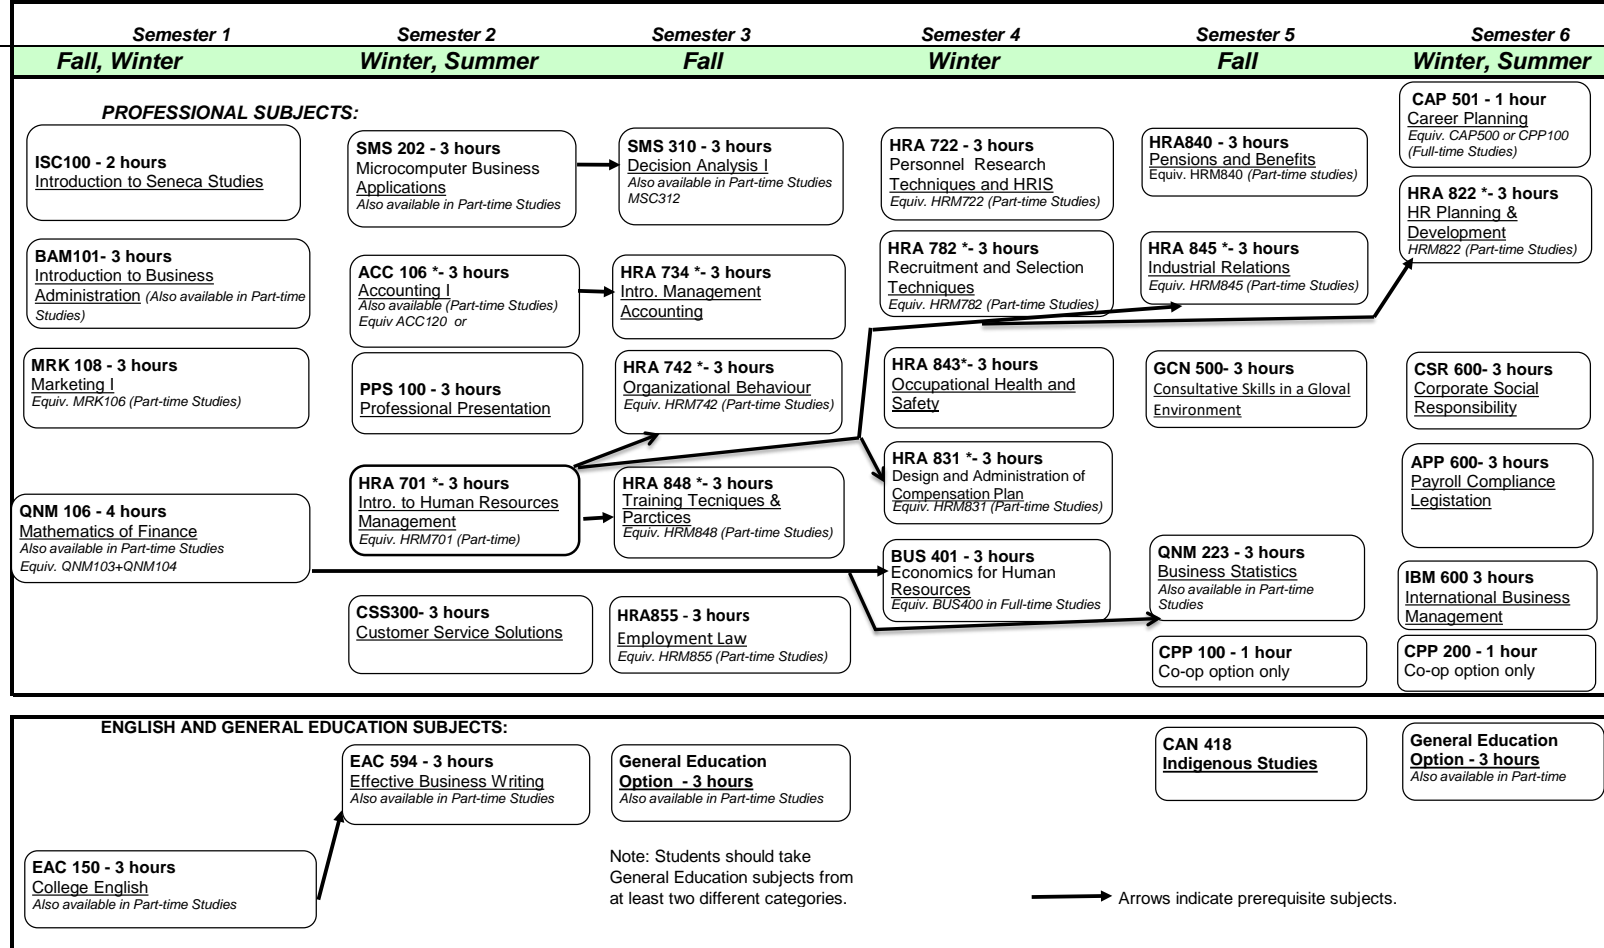 Semester 1
Semester 2
Semester 3
Semester 4
Semester 5
Semester 6
Fall, Winter
Winter, Summer
Fall
Winter
Fall
Winter, Summer
PROFESSIONAL SUBJECTS:
ISC100 - 2 hours
Introduction to Seneca Studies
BAM101- 3 hours
Introduction to Business
Administration (Also available in Part-time
Studies)
MRK 108 - 3 hours
Marketing I
Equiv. MRK106 (Part-time Studies)
QNM 106 - 4 hours
Mathematics of Finance
Also available in Part-time Studies
Equiv. QNM103+QNM104
SMS 202 - 3 hours
Microcomputer Business
Applications
Also available in Part-time Studies
ACC 106 *- 3 hours
Accounting I
Also available (Part-time Studies)
Equiv ACC120 or
PPS 100 - 3 hours
Professional Presentation
HRA 701 *- 3 hours
Intro. to Human Resources
Management
Equiv. HRM701 (Part-time)
CSS300- 3 hours
Customer Service Solutions
SMS 310 - 3 hours
Decision Analysis I
Also available in Part-time Studies
MSC312
HRA 734 *- 3 hours
Intro. Management
Accounting
HRA 742 *- 3 hours
Organizational Behaviour
Equiv. HRM742 (Part-time Studies)
HRA 848 *- 3 hours
Training Tecniques &
Parctices
Equiv. HRM848 (Part-time Studies)
HRA855 - 3 hours
Employment Law
Equiv. HRM855 (Part-time Studies)
HRA 722 - 3 hours
Personnel Research
Techniques and HRIS
Equiv. HRM722 (Part-time Studies)
HRA 782 *- 3 hours
Recruitment and Selection
Techniques
Equiv. HRM782 (Part-time Studies)
HRA 843*- 3 hours
Occupational Health and
Safety
HRA 831 *- 3 hours
Design and Administration of
Compensation Plan
Equiv. HRM831 (Part-time Studies)
BUS 401 - 3 hours
Economics for Human
Resources
Equiv. BUS400 in Full-time Studies
HRA840 - 3 hours
Pensions and Benefits
Equiv. HRM840 (Part-time studies)
HRA 845 *- 3 hours
Industrial Relations
Equiv. HRM845 (Part-time Studies)
GCN 500- 3 hours
Consultative Skills in a Gloval
Environment
QNM 223 - 3 hours
Business Statistics
Also available in Part-time
Studies
CPP 100 - 1 hour
Co-op option only
CAP 501 - 1 hour
Career Planning
Equiv. CAP500 or CPP100
(Full-time Studies)
HRA 822 *- 3 hours
HR Planning &
Development
HRM822 (Part-time Studies)
CSR 600- 3 hours
Corporate Social
Responsibility
APP 600- 3 hours
Payroll Compliance
Legistation
IBM 600 3 hours
International Business
Management
CPP 200 - 1 hour
Co-op option only
ENGLISH AND GENERAL EDUCATION SUBJECTS:
EAC 150 - 3 hours
College English
Also available in Part-time Studies
EAC 594 - 3 hours
Effective Business Writing
Also available in Part-time Studies
General Education
Option - 3 hours
Also available in Part-time Studies
Note: Students should take
General Education subjects from
at least two different categories.
CAN 418
Indigenous Studies
General Education
Option - 3 hours
Also available in Part-time
Arrows indicate prerequisite subjects.